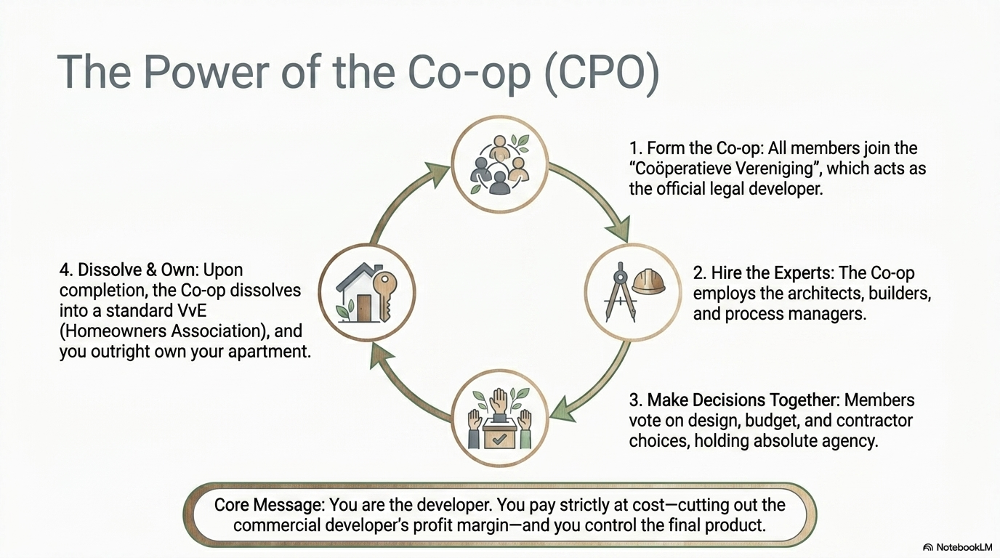 The Power of the Co-op (CPO)
1. Form the Co-op: All members join the
“Coöperatieve Vereniging”, which acts as
the official legal developer.
2. Hire the Experts: The Co-op
employs the architects, builders,
and process managers.
3. Make Decisions Together: Members
vote on design, budget, and contractor
choices, holding absolute agency.
4. Dissolve & Own: Upon
completion, the Co-op dissolves
into a standard VvE
(Homeowners Association), and
you outright own your apartment.
Core Message: You are the developer. You pay strictly at cost—cutting out the
commercial developer’s profit margin—and you control the final product.
NotebookLM